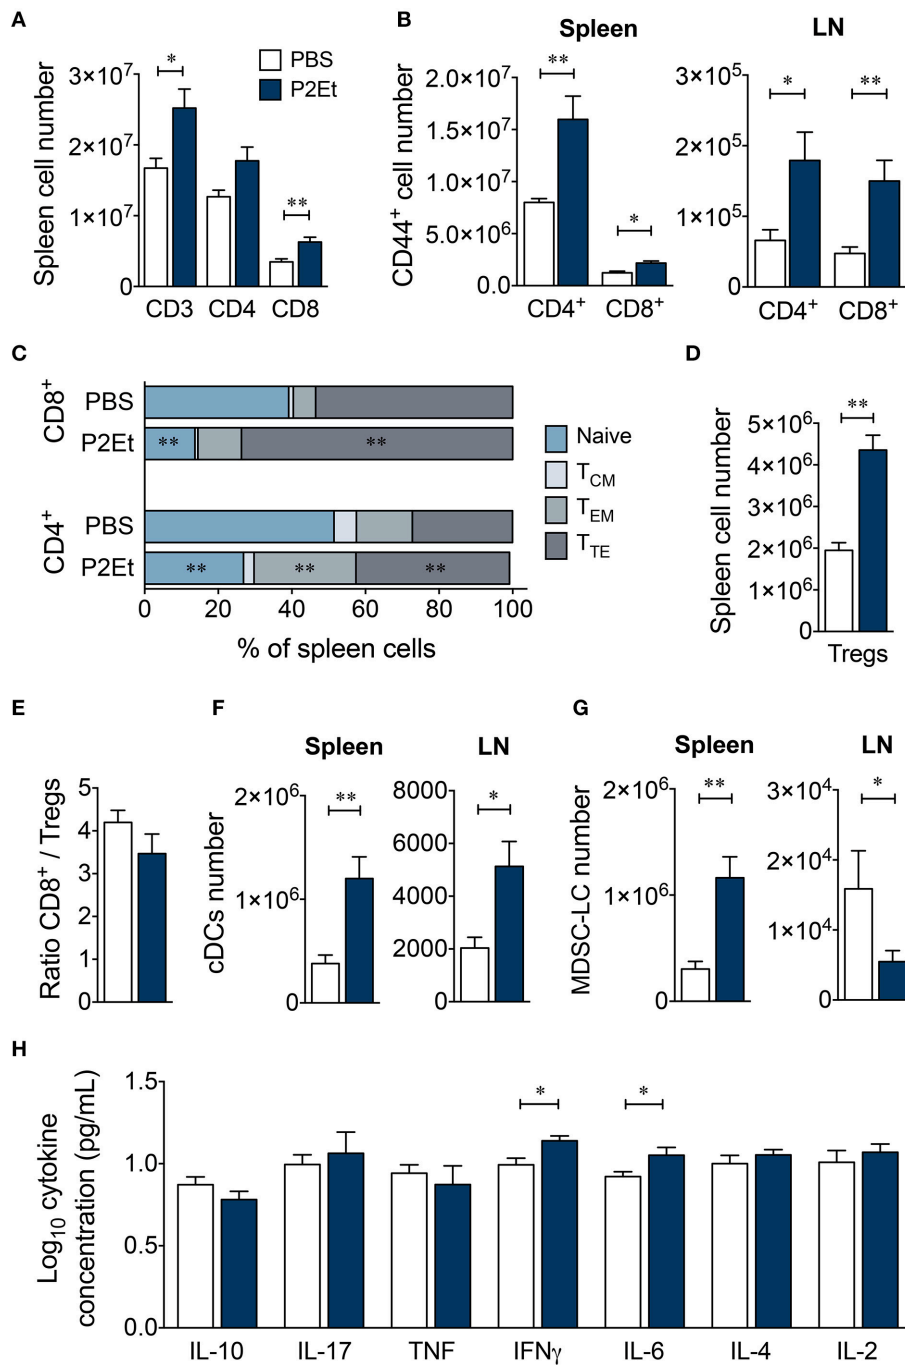 A
Spleen cell number
3×10⁷
2×10⁷
1×10⁷
0
*
**
CD3 CD4 CD8
PBS
P2Et
B
Spleen
LN
CD44⁺ cell number
2.0×10⁷
1.5×10⁷
1.0×10⁷
5.0×10⁶
0.0
**
*
CD4⁺ CD8⁺
3×10⁵
2×10⁵
1×10⁵
0
*
**
CD4⁺ CD8⁺
C
CD8⁺
PBS
P2Et
** **
CD4⁺
PBS
P2Et
** ** **
0 20 40 60 80 100
% of spleen cells
Naive
T_CM
T_EM
T_TE
D
Spleen cell number
5×10⁶
4×10⁶
3×10⁶
2×10⁶
1×10⁶
0
**
Tregs
E
Ratio CD8⁺ / Tregs
5
4
3
2
1
0
F
Spleen
LN
cDCs number
2×10⁶
1×10⁶
0
**
8000
6000
4000
2000
0
*
G
Spleen
LN
MDSC-LC number
2×10⁶
1×10⁶
0
**
3×10⁴
2×10⁴
1×10⁴
0
*
H
Log₁₀ cytokine
concentration (pg/mL)
1.5
1.0
0.5
0.0
* *
IL-10 IL-17 TNF IFNγ IL-6 IL-4 IL-2